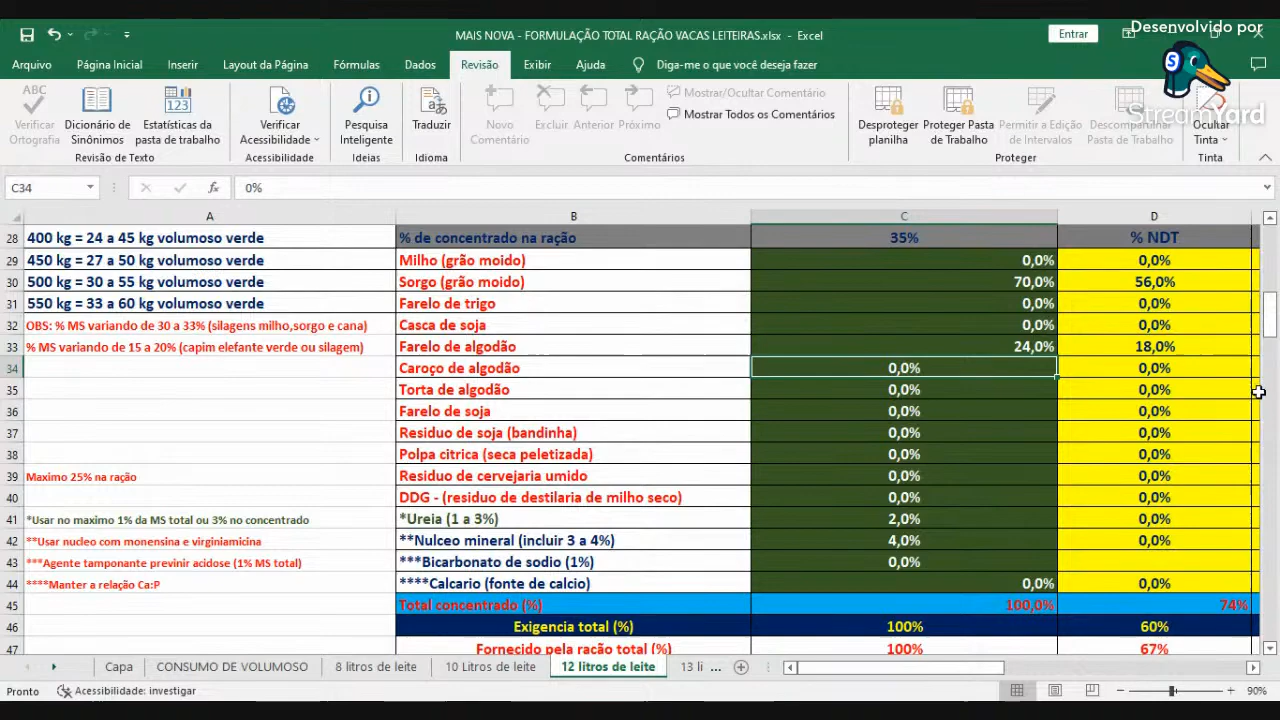 Desenvolvido por
StreamYard
MAIS NOVA - FORMULAÇÃO TOTAL RAÇÃO VACAS LEITEIRAS.xlsx - Excel
Entrar
Arquivo Página Inicial Inserir Layout da Página Fórmulas Dados Revisão Exibir Ajuda Diga-me o que você deseja fazer
Verificar Ortografia
Dicionário de Sinônimos
Estatísticas da pasta de trabalho
Verificar Acessibilidade
Pesquisa Inteligente
Traduzir
Novo Comentário
Excluir Anterior Próximo
Mostrar/Ocultar Comentário
Mostrar Todos os Comentários
Desproteger planilha
Proteger Pasta de Trabalho
Permitir a Edição de Intervalos
Descompartilhar Pasta de Trabalho
Ocultar Tinta
Revisão de Texto Acessibilidade Ideias Idioma Comentários Proteger Tinta
C34 fx 0%
A B C D
28 400 kg = 24 a 45 kg volumoso verde % de concentrado na ração 35% % NDT
29 450 kg = 27 a 50 kg volumoso verde Milho (grão moido) 0,0% 0,0%
30 500 kg = 30 a 55 kg volumoso verde Sorgo (grão moido) 70,0% 56,0%
31 550 kg = 33 a 60 kg volumoso verde Farelo de trigo 0,0% 0,0%
32 OBS: % MS variando de 30 a 33% (silagens milho,sorgo e cana) Casca de soja 0,0% 0,0%
33 % MS variando de 15 a 20% (capim elefante verde ou silagem) Farelo de algodão 24,0% 18,0%
34 Caroço de algodão 0,0% 0,0%
35 Torta de algodão 0,0% 0,0%
36 Farelo de soja 0,0% 0,0%
37 Residuo de soja (bandinha) 0,0% 0,0%
38 Polpa citrica (seca peletizada) 0,0% 0,0%
39 Maximo 25% na ração Residuo de cervejaria umido 0,0% 0,0%
40 DDG - (residuo de destilaria de milho seco) 0,0% 0,0%
41 *Usar no maximo 1% da MS total ou 3% no concentrado *Ureia (1 a 3%) 2,0% 0,0%
42 **Usar nucleo com monensina e virginiamicina **Nulceo mineral (incluir 3 a 4%) 4,0% 0,0%
43 ***Agente tamponante previnir acidose (1% MS total) ***Bicarbonato de sodio (1%) 0,0%
44 ****Manter a relação Ca:P ****Calcario (fonte de calcio) 0,0% 0,0%
45 Total concentrado (%) 100,0% 74%
46 Exigencia total (%) 100% 60%
47 Fornecido pela ração total (%) 100% 67%
Capa CONSUMO DE VOLUMOSO 8 litros de leite 10 Litros de leite 12 litros de leite 13 li ...
Pronto Acessibilidade: investigar 90%